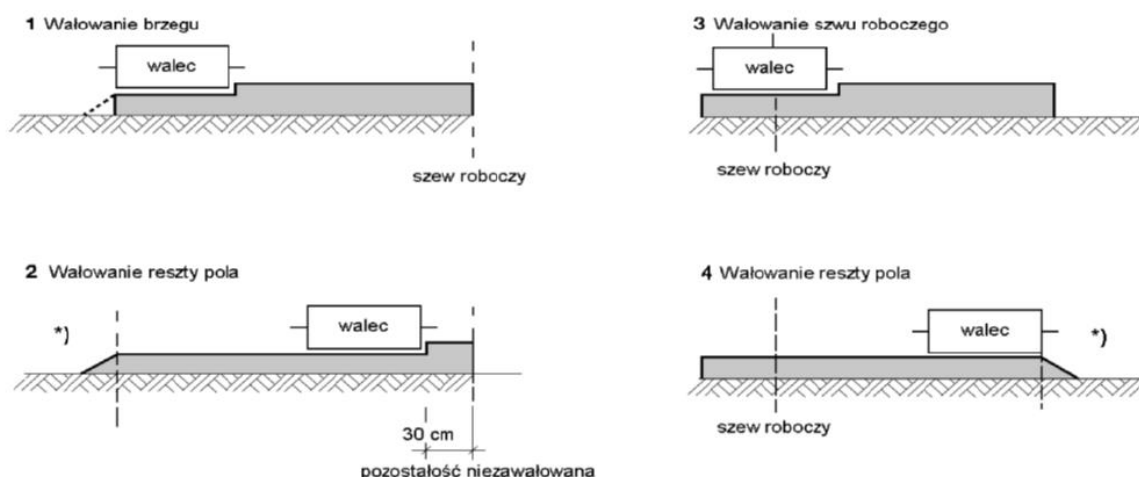 1 Wałowanie brzegu
walec
szew roboczy
2 Wałowanie reszty pola
*)
walec
30 cm
pozostałość niezawałowana
3 Wałowanie szwu roboczego
walec
szew roboczy
4 Wałowanie reszty pola
walec
*)
szew roboczy